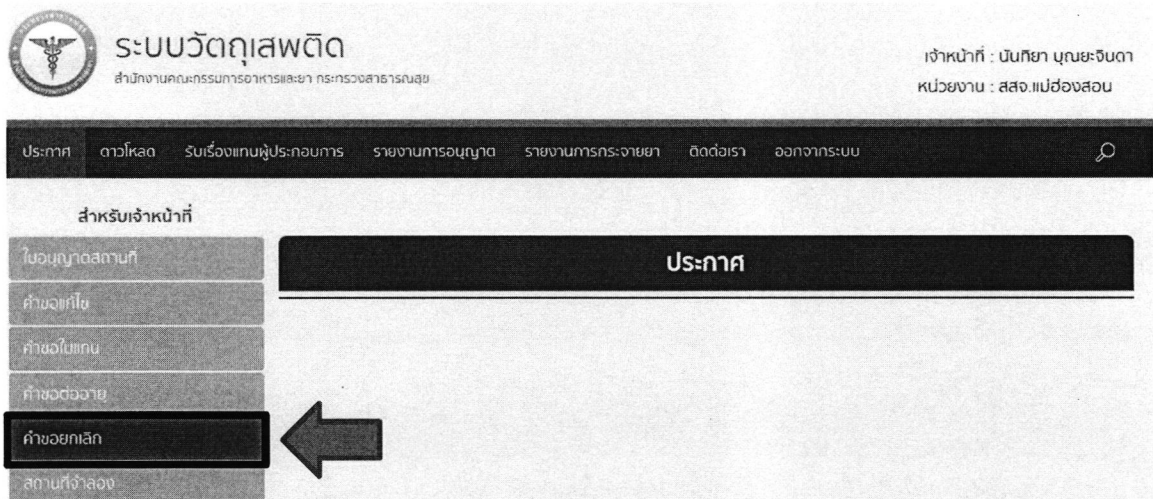 ระบบวัตถุเสพติด
สำนักงานคณะกรรมการอาหารและยา กระทรวงสาธารณสุข
เจ้าหน้าที่ : นันทิยา บุณยะจินดา
หน่วยงาน : สสจ.แม่ฮ่องสอน
ประกาศ ดาวโหลด รับเรื่องแทนผู้ประกอบการ รายงานการอนุญาต รายงานการกระจายยา ติดต่อเรา ออกจากระบบ
สำหรับเจ้าหน้าที่
ใบอนุญาตสถานที่
ประกาศ
คำขอแก้ไข
คำขอใบแทน
คำขอต่ออายุ
คำขอยกเลิก
สถานที่จำลอง